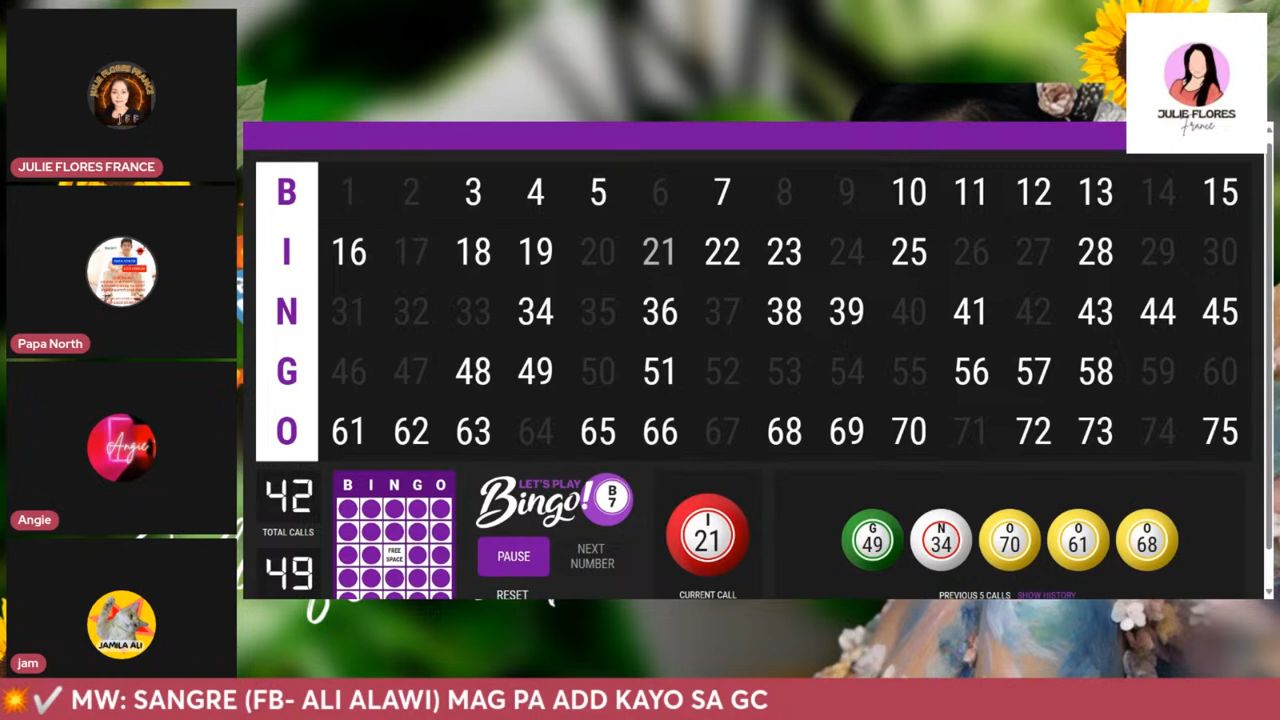 JULIE FLORES FRANCE
JULIE FLORES FRANCE
Papa North
Angie
Angie
JAMILA ALI
jam
JULIE FLORES
France
B 1 2 3 4 5 6 7 8 9 10 11 12 13 14 15
I 16 17 18 19 20 21 22 23 24 25 26 27 28 29 30
N 31 32 33 34 35 36 37 38 39 40 41 42 43 44 45
G 46 47 48 49 50 51 52 53 54 55 56 57 58 59 60
O 61 62 63 64 65 66 67 68 69 70 71 72 73 74 75
42
TOTAL CALLS
49
B I N G O
FREE
SPACE
LET'S PLAY
Bingo!
B
7
PAUSE
NEXT
NUMBER
RESET
I
21
CURRENT CALL
G 49
N 34
O 70
O 61
O 68
PREVIOUS 5 CALLS SHOW HISTORY
💥✔️ MW: SANGRE (FB- ALI ALAWI) MAG PA ADD KAYO SA GC